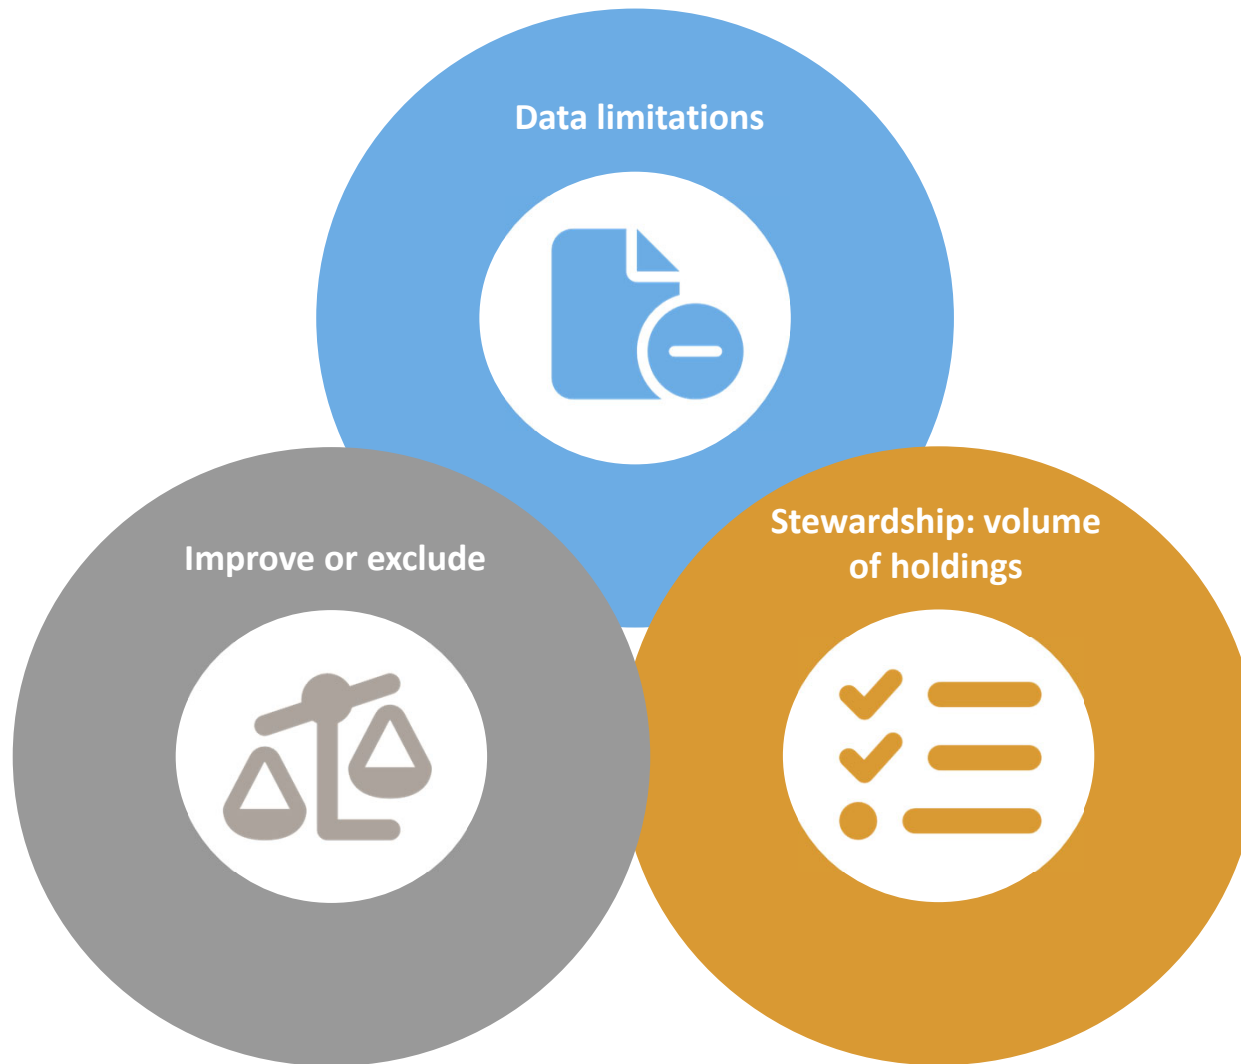 Data limitations
Improve or exclude
Stewardship: volume
of holdings